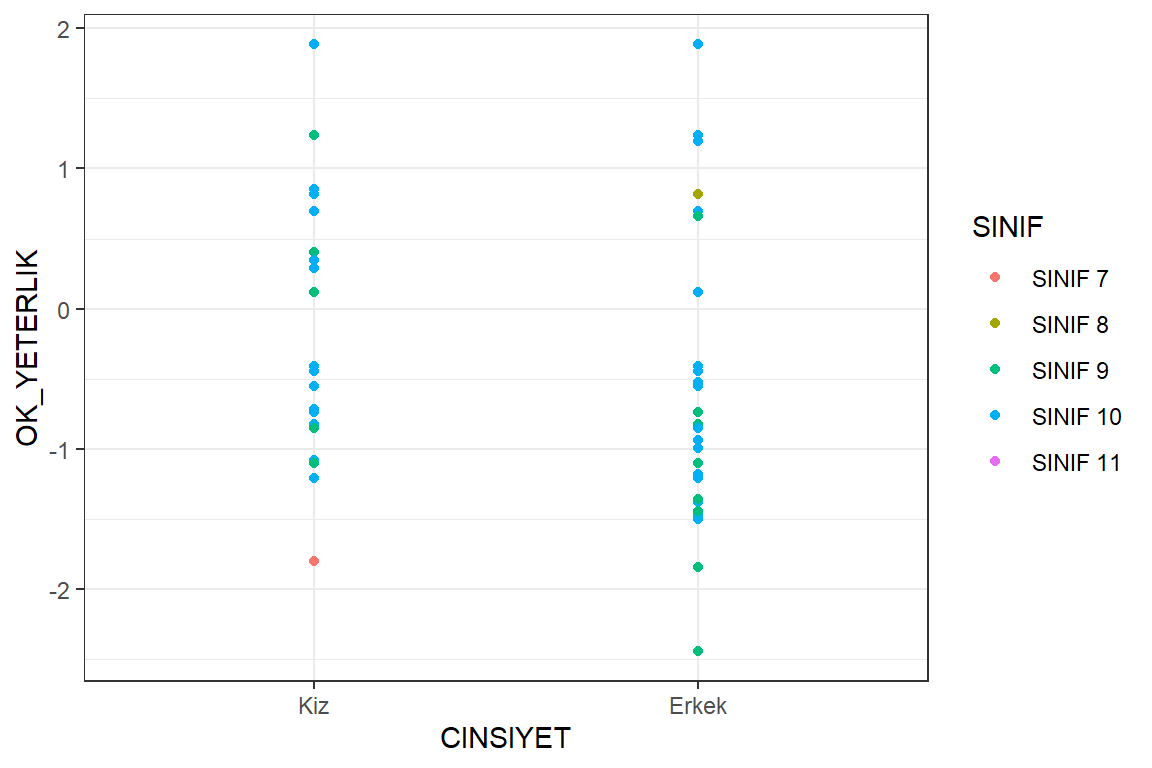 OK_YETERLIK
2
1
0
-1
-2
Kiz
Erkek
CINSIYET
SINIF
SINIF 7
SINIF 8
SINIF 9
SINIF 10
SINIF 11